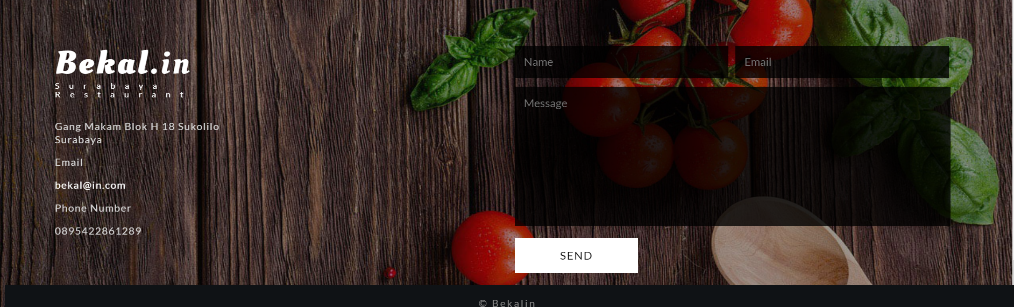 Bekal.in
Surabaya
Restaurant
Gang Makam Blok H 18 Sukolilo
Surabaya
Email
bekal@in.com
Phone Number
0895422861289
Name
Email
Message
SEND
© Bekalin